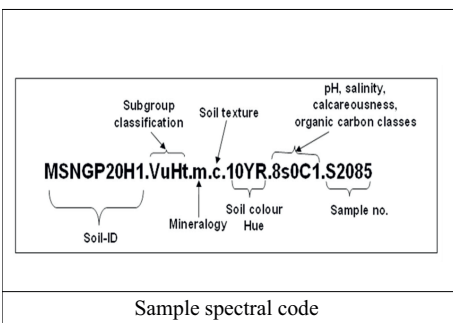 pH, salinity,
calcareousness,
organic carbon classes
Subgroup
classification
Soil texture
MSNGP20H1.VuHt.m.c.10YR.8s0C1.S2085
Soil-ID
Mineralogy
Soil colour
Hue
Sample no.
Sample spectral code